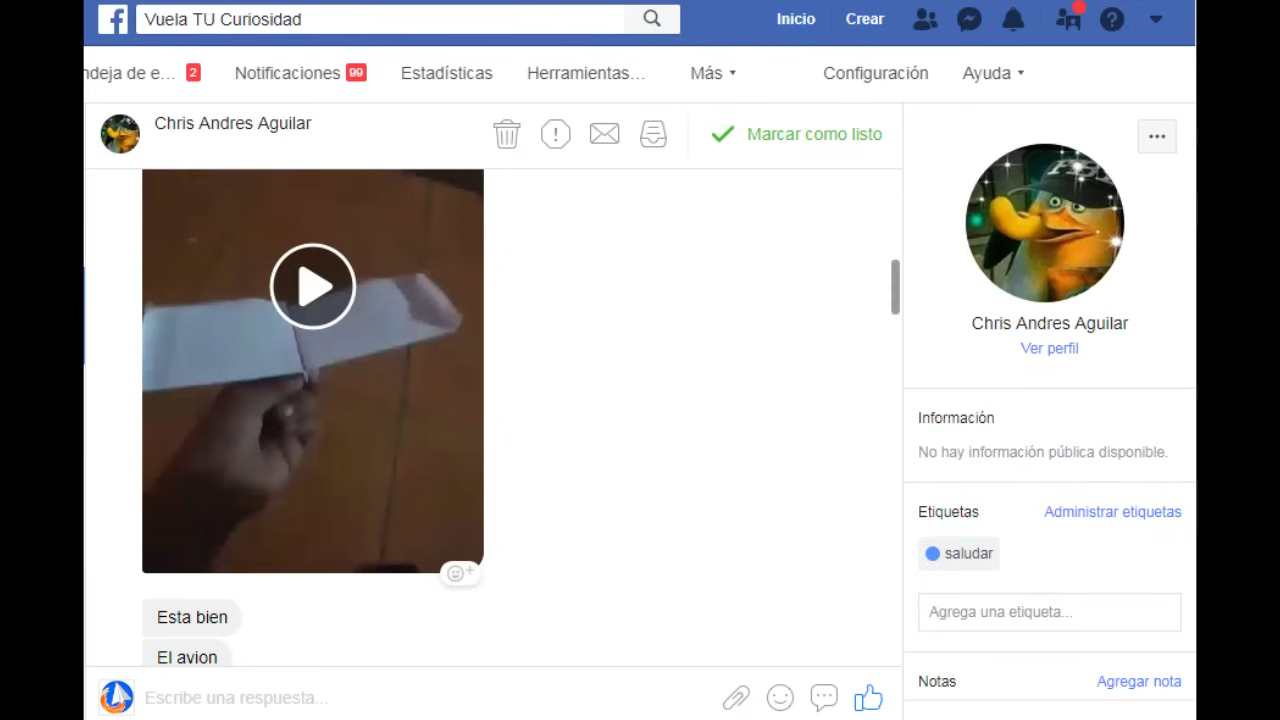 Vuela TU Curiosidad
Inicio Crear
ndeja de e... 2 Notificaciones 99 Estadísticas Herramientas... Más Configuración Ayuda
Chris Andres Aguilar
Marcar como listo
Chris Andres Aguilar
Ver perfil
Información
No hay información pública disponible.
Etiquetas Administrar etiquetas
saludar
Agrega una etiqueta...
Esta bien
El avion
Notas Agregar nota
Escribe una respuesta...